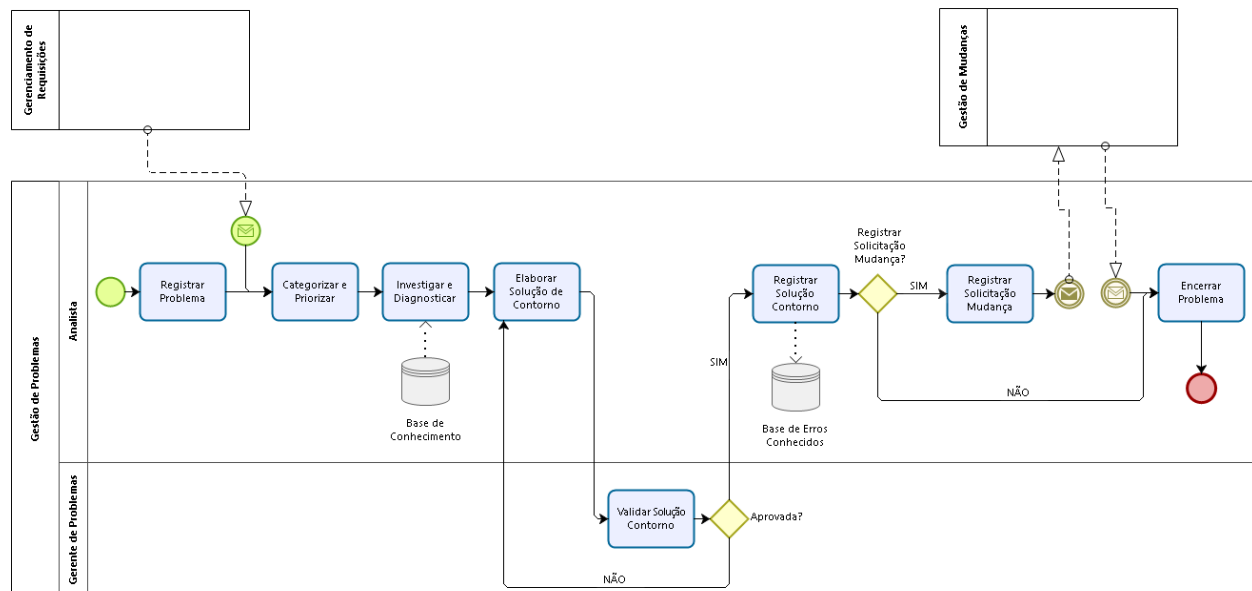 Gerenciamento de
Requisições
Gestão de Mudanças
Gestão de Problemas
Analista
Registrar
Problema
Categorizar e
Priorizar
Investigar e
Diagnosticar
Elaborar
Solução de
Contorno
Base de
Conhecimento
SIM
Registrar
Solução
Contorno
Base de Erros
Conhecidos
Registrar
Solicitação
Mudança?
SIM
NÃO
Registrar
Solicitação
Mudança
Encerrar
Problema
Gerente de Problemas
Validar Solução
Contorno
Aprovada?
NÃO